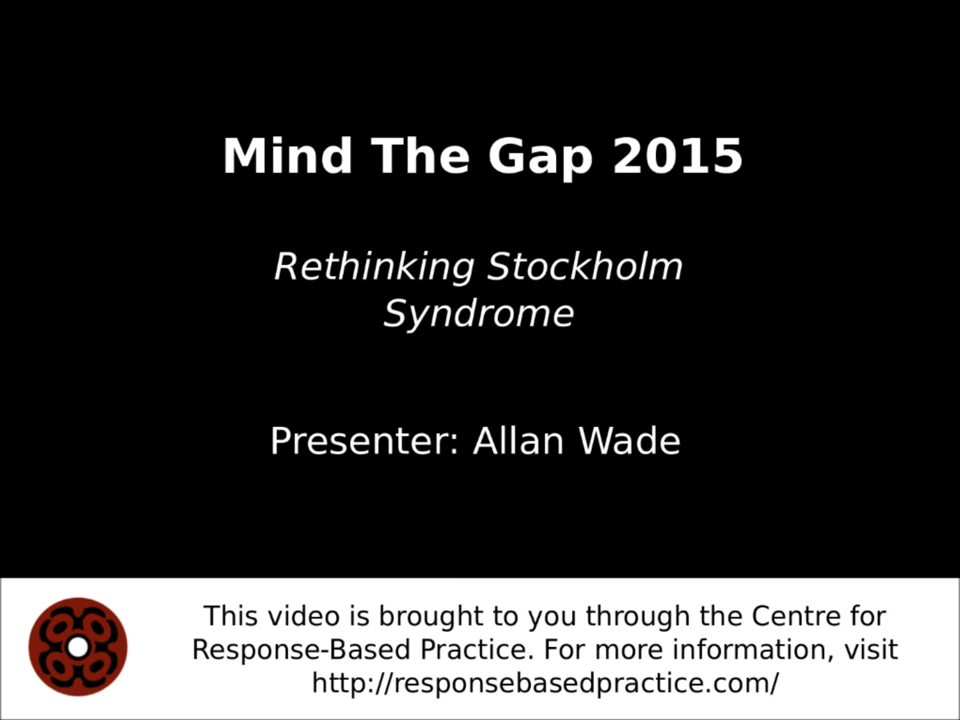 Mind The Gap 2015
Rethinking Stockholm
Syndrome
Presenter: Allan Wade
This video is brought to you through the Centre for
Response-Based Practice. For more information, visit
http://responsebasedpractice.com/